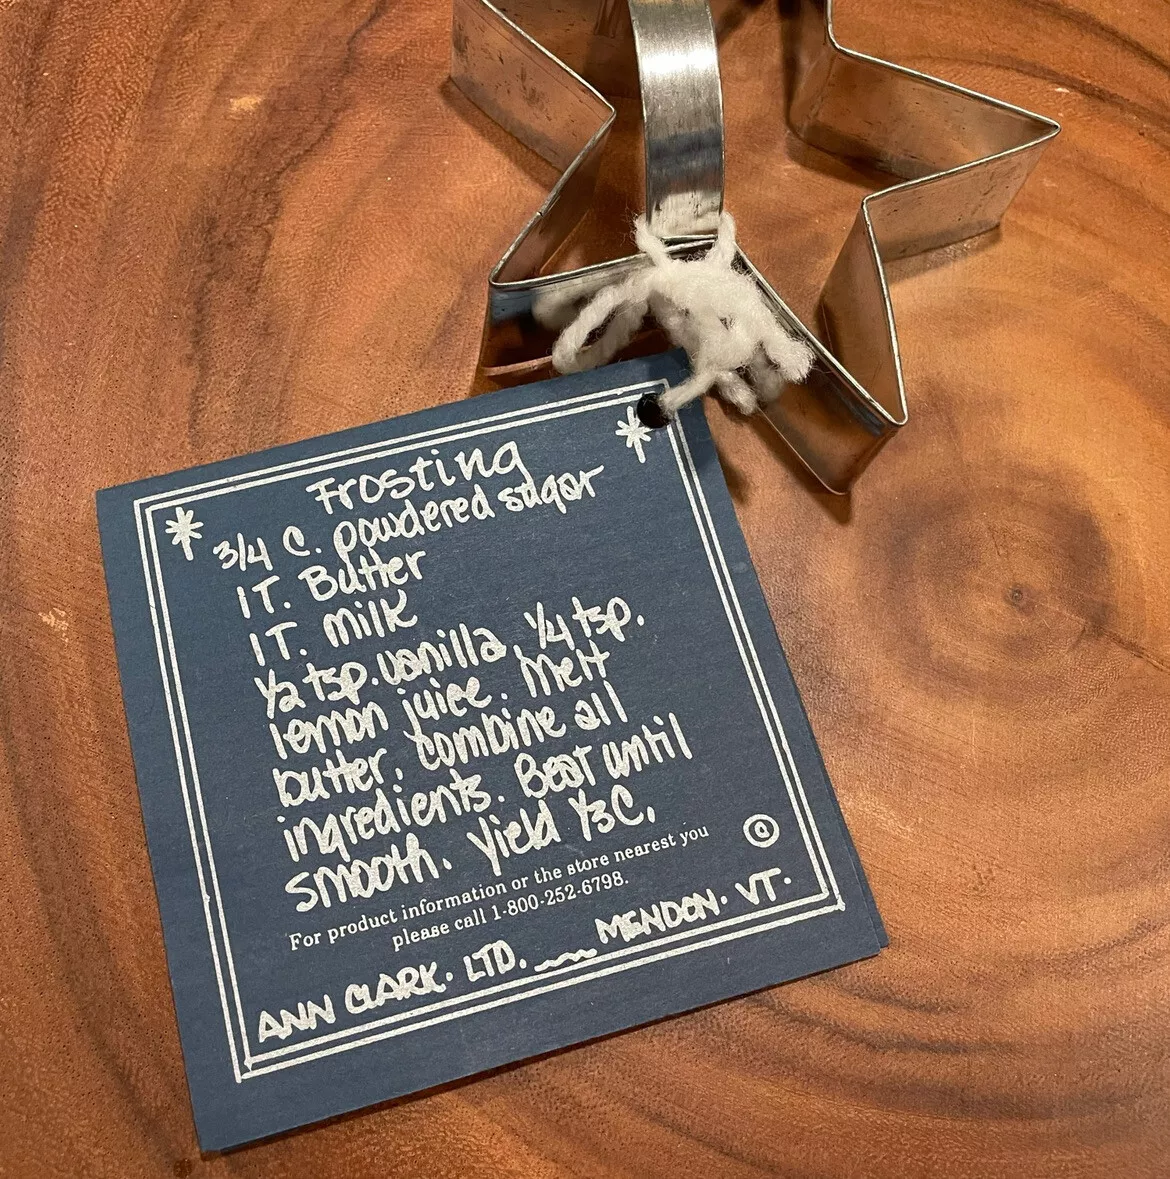 Frosting
3/4 C. powdered sugar
1T. Butter
1T. milk
1/2 tsp. vanilla, 1/4 tsp.
lemon juice. Melt
butter, combine all
ingredients. Beat until
smooth. Yield 1/3 C.
For product information or the store nearest you
please call 1-800-252-6798.
ANN CLARK. LTD. MENDON. VT.